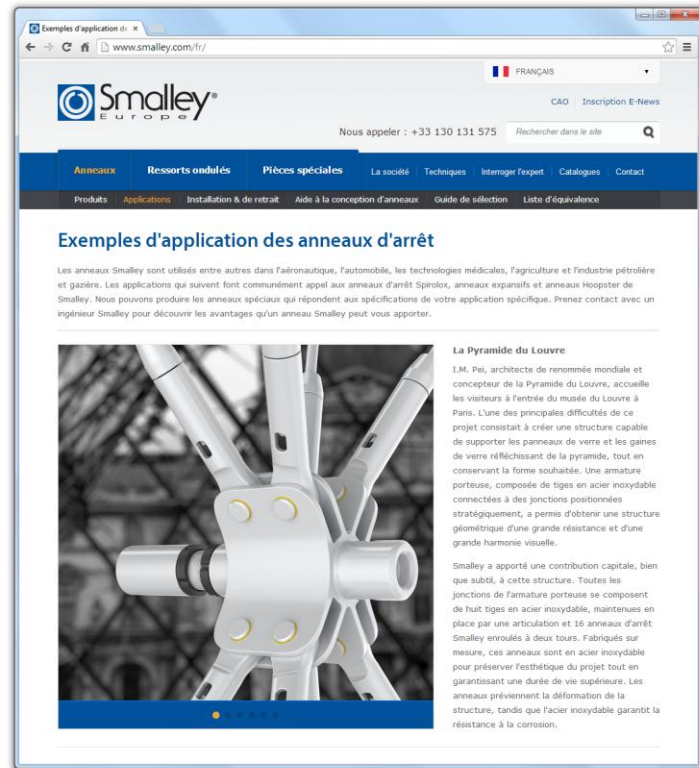 Exemples d'application de
www.smalley.com/fr/
FRANÇAIS
Smalley®
Europe
CAO
Inscription E-News
Nous appeler : +33 130 131 575
Rechercher dans le site
Anneaux
Ressorts ondulés
Pièces spéciales
La société
Techniques
Interroger l'expert
Catalogues
Contact
Produits
Applications
Installation & de retrait
Aide à la conception d'anneaux
Guide de sélection
Liste d'équivalence
Exemples d'application des anneaux d'arrêt
Les anneaux Smalley sont utilisés entre autres dans l'aéronautique, l'automobile, les technologies médicales, l'agriculture et l'industrie pétrolière
et gazière. Les applications qui suivent font communément appel aux anneaux d'arrêt Spirolox, anneaux expansifs et anneaux Hoopster de
Smalley. Nous pouvons produire les anneaux spéciaux qui répondent aux spécifications de votre application spécifique. Prenez contact avec un
ingénieur Smalley pour découvrir les avantages qu'un anneau Smalley peut vous apporter.
La Pyramide du Louvre
I.M. Pei, architecte de renommée mondiale et
concepteur de la Pyramide du Louvre, accueille
les visiteurs à l'entrée du musée du Louvre à
Paris. L'une des principales difficultés de ce
projet consistait à créer une structure capable
de supporter les panneaux de verre et les gaines
de verre réfléchissant de la pyramide, tout en
conservant la forme souhaitée. Une armature
porteuse, composée de tiges en acier inoxydable
connectées à des jonctions positionnées
stratégiquement, a permis d'obtenir une structure
géométrique d'une grande résistance et d'une
grande harmonie visuelle.
Smalley a apporté une contribution capitale, bien
que subtil, à cette structure. Toutes les
jonctions de l'armature porteuse se composent
de huit tiges en acier inoxydable, maintenues en
place par une articulation et 16 anneaux d'arrêt
Smalley enroulés à deux tours. Fabriqués sur
mesure, ces anneaux sont en acier inoxydable
pour préserver l'esthétique du projet tout en
garantissant une durée de vie supérieure. Les
anneaux préviennent la déformation de la
structure, tandis que l'acier inoxydable garantit la
résistance à la corrosion.